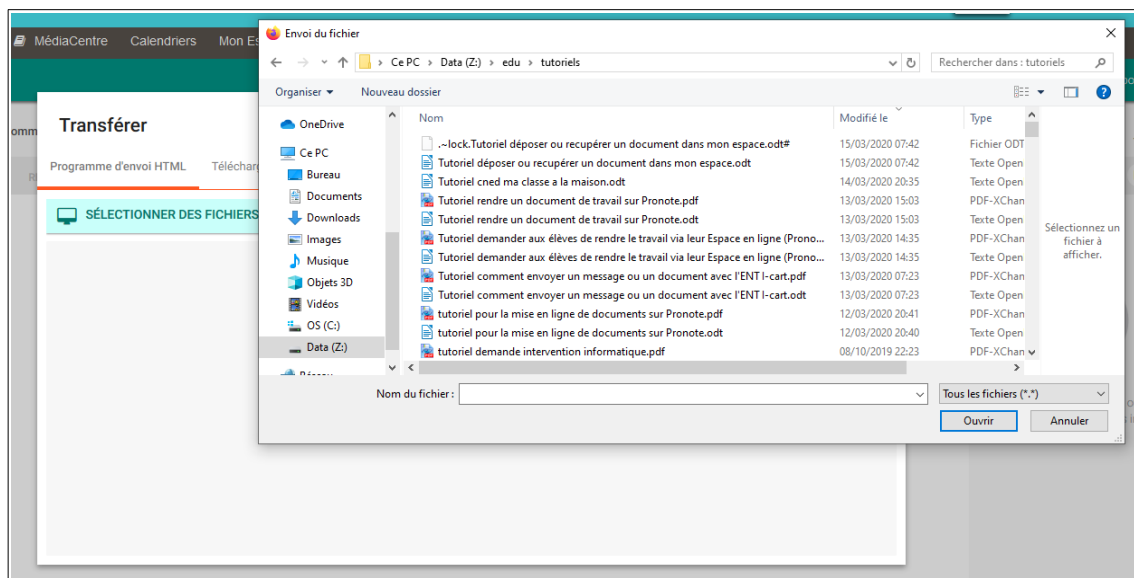 MédiaCentre Calendriers Mon Es
Envoi du fichier
Ce PC > Data (Z:) > edu > tutoriels
Rechercher dans : tutoriels
Organiser Nouveau dossier
omm
Transférer
Programme d'envoi HTML Téléchar
SÉLECTIONNER DES FICHIERS
OneDrive
Ce PC
Bureau
Documents
Downloads
Images
Musique
Objets 3D
Vidéos
OS (C:)
Data (Z:)
Nom Modifié le Type
.~lock.Tutoriel déposer ou recupérer un document dans mon espace.odt# 15/03/2020 07:42 Fichier ODT
Tutoriel déposer ou recupérer un document dans mon espace.odt 15/03/2020 07:42 Texte Open
Tutoriel cned ma classe a la maison.odt 14/03/2020 20:35 Texte Open
Tutoriel rendre un document de travail sur Pronote.pdf 13/03/2020 15:03 PDF-XChan
Tutoriel rendre un document de travail sur Pronote.odt 13/03/2020 15:03 Texte Open
Tutoriel demander aux élèves de rendre le travail via leur Espace en ligne (Prono... 13/03/2020 14:35 PDF-XChan
Tutoriel demander aux élèves de rendre le travail via leur Espace en ligne (Prono... 13/03/2020 14:35 Texte Open
Tutoriel comment envoyer un message ou un document avec l'ENT I-cart.pdf 13/03/2020 07:23 PDF-XChan
Tutoriel comment envoyer un message ou un document avec l'ENT I-cart.odt 13/03/2020 07:23 Texte Open
tutoriel pour la mise en ligne de documents sur Pronote.pdf 12/03/2020 20:41 PDF-XChan
tutoriel pour la mise en ligne de documents sur Pronote.odt 12/03/2020 20:40 Texte Open
tutoriel demande intervention informatique.pdf 08/10/2019 22:23 PDF-XChan
Sélectionnez un
fichier à
afficher.
Nom du fichier : Tous les fichiers (*.*)
Ouvrir Annuler